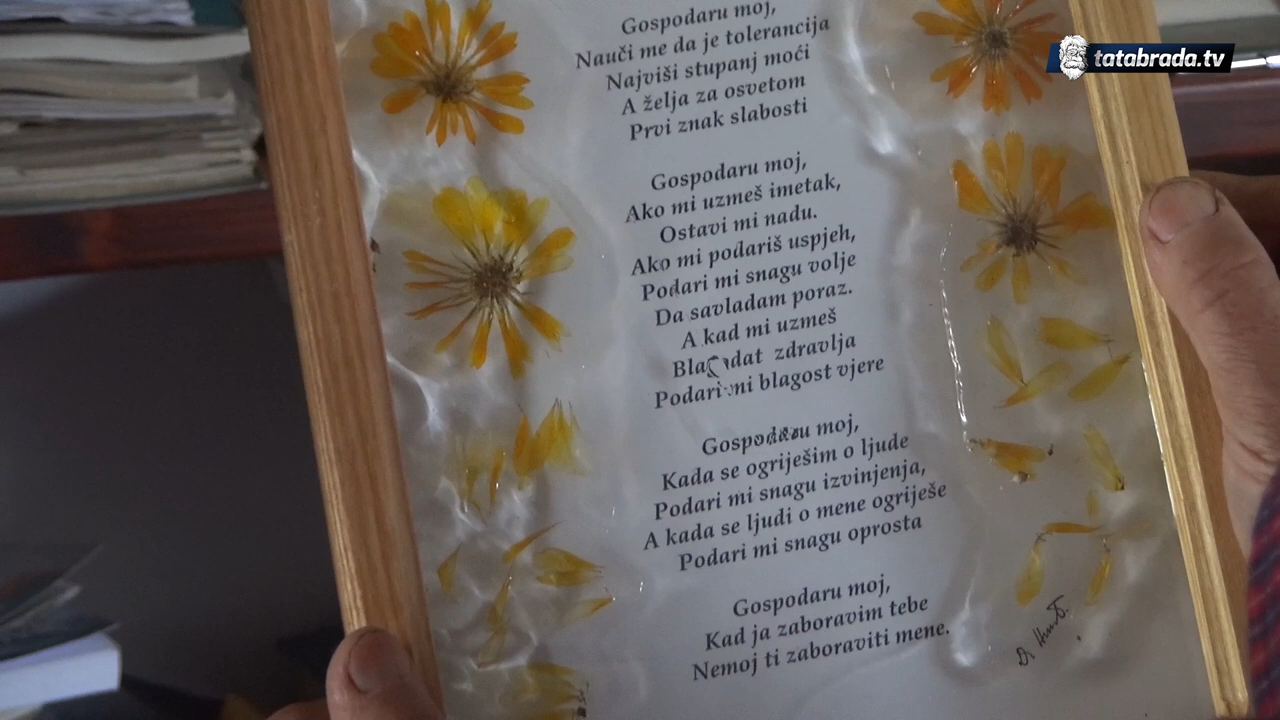 tatabrada.tv
Gospodaru moj,
Nauči me da je tolerancija
Najviši stupanj moći
A želja za osvetom
Prvi znak slabosti
Gospodaru moj,
Ako mi uzmeš imetak,
Ostavi mi nadu.
Ako mi podariš uspjeh,
Podari mi snagu volje
Da savladam poraz.
A kad mi uzmeš
Blagodat zdravlja
Podari mi blagost vjere
Gospodaru moj,
Kada se ogriješim o ljude
Podari mi snagu izvinjenja,
A kada se ljudi o mene ogriješe
Podari mi snagu oprosta
Gospodaru moj,
Kad ja zaboravim tebe
Nemoj ti zaboraviti mene.